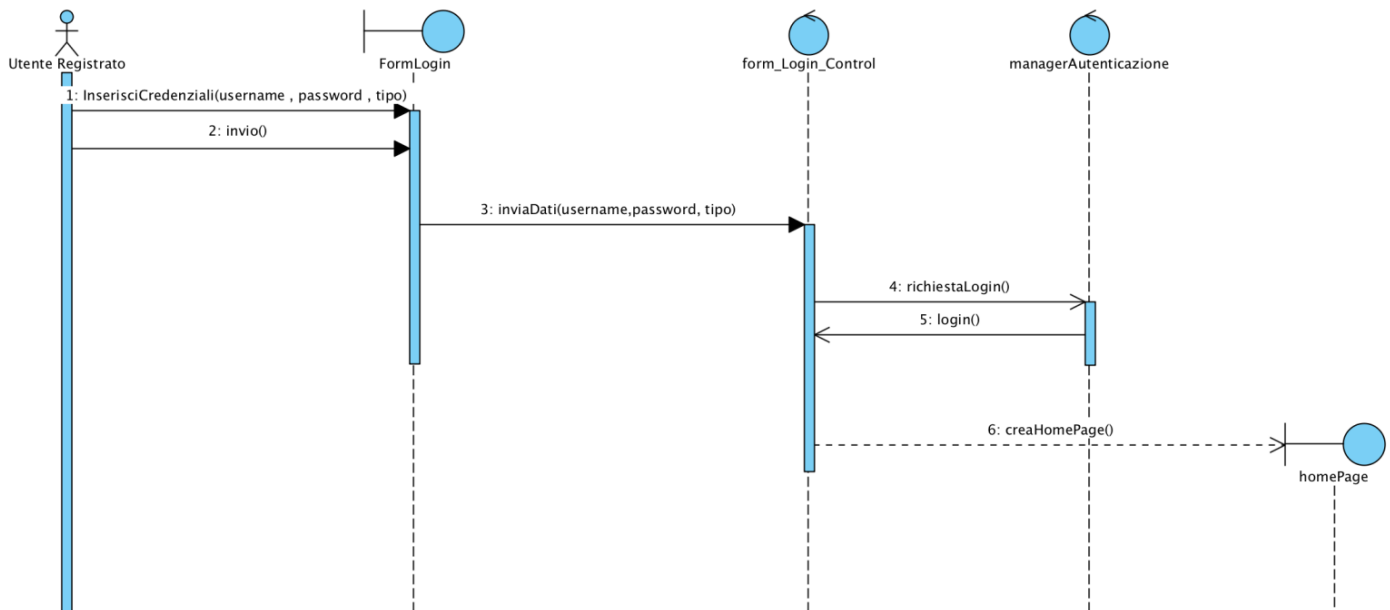 Utente Registrato
FormLogin
form_Login_Control
managerAutenticazione
1: InserisciCredenziali(username , password , tipo)
2: invio()
3: inviaDati(username,password, tipo)
4: richiestaLogin()
5: login()
6: creaHomePage()
homePage